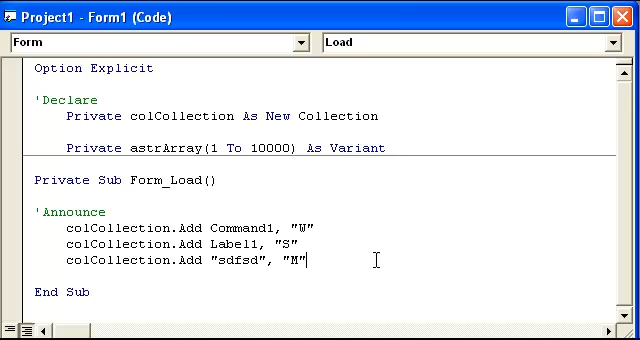 Project1 - Form1 (Code)
Form Load
Option Explicit
'Declare
Private colCollection As New Collection
Private astrArray(1 To 10000) As Variant
Private Sub Form_Load()
'Announce
colCollection.Add Command1, "W"
colCollection.Add Label1, "S"
colCollection.Add "sdfsd", "M"
End Sub